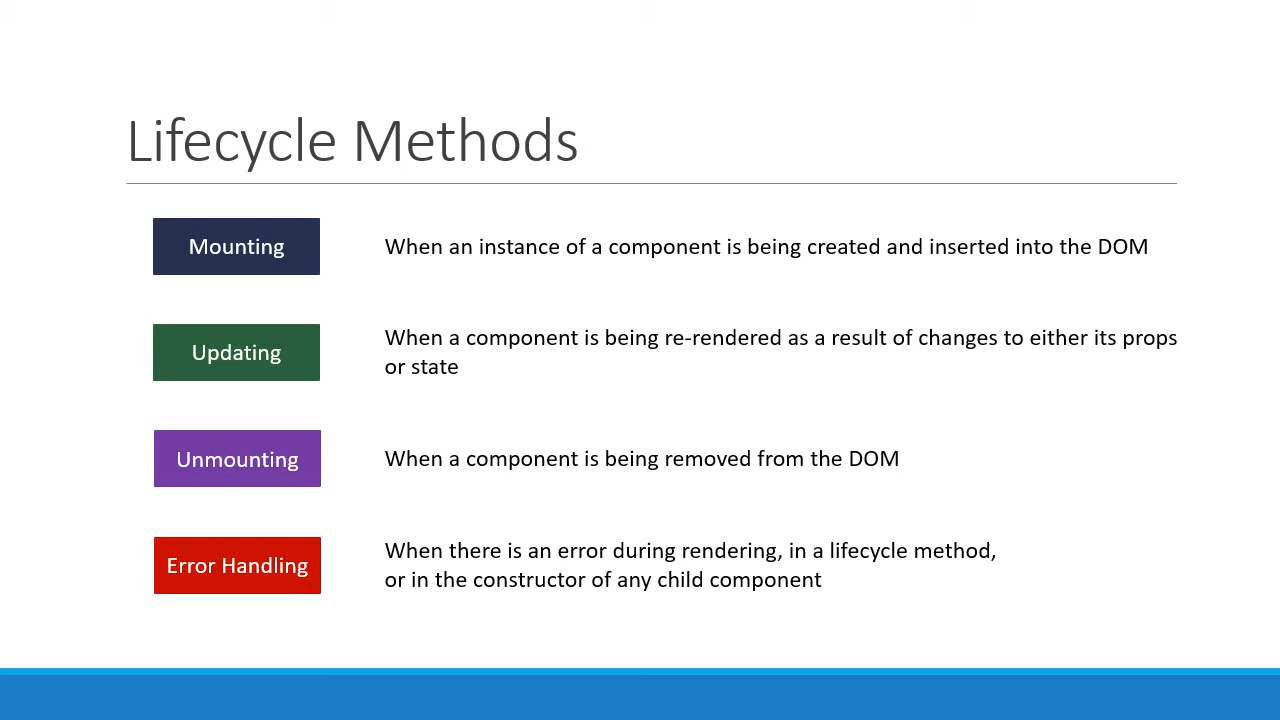 Lifecycle Methods
Mounting
When an instance of a component is being created and inserted into the DOM
Updating
When a component is being re-rendered as a result of changes to either its props
or state
Unmounting
When a component is being removed from the DOM
Error Handling
When there is an error during rendering, in a lifecycle method,
or in the constructor of any child component